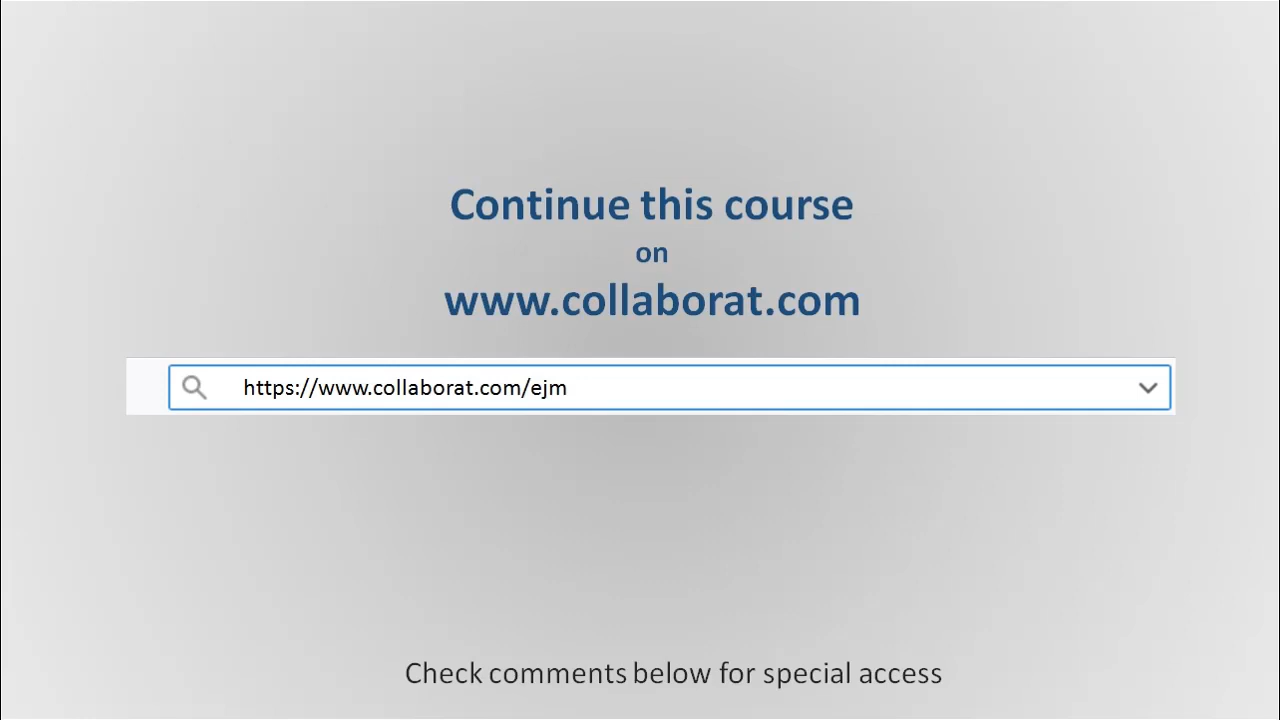 Continue this course
on
www.collaborat.com
https://www.collaborat.com/ejm
Check comments below for special access